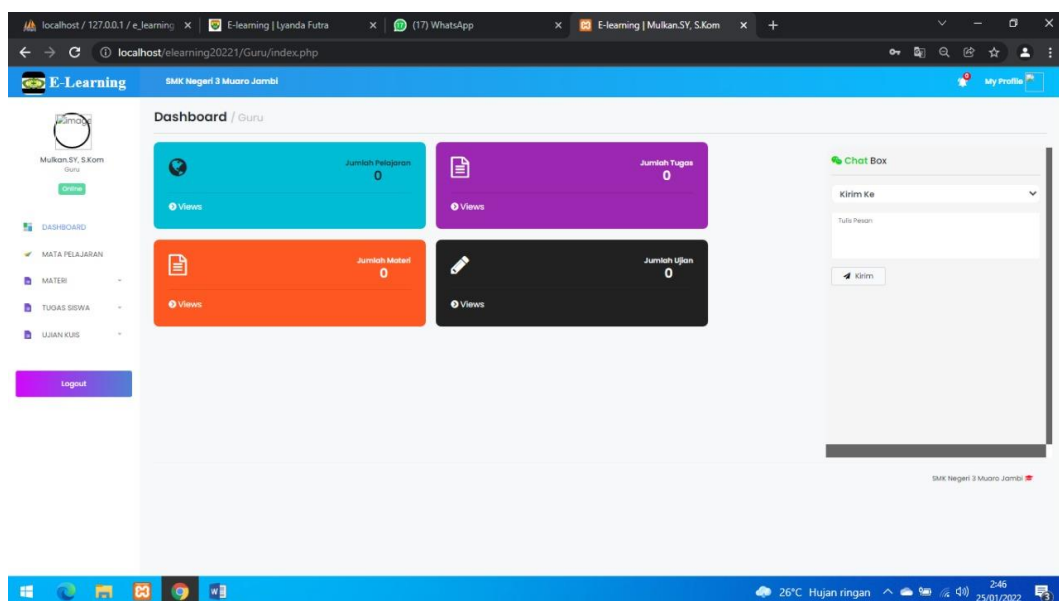 localhost / 127.0.0.1 / e_learning
E-learning | Lyanda Futra
(17) WhatsApp
E-learning | Mulkan.SY, S.Kom
localhost/elearning20221/Guru/index.php
E-Learning
SMK Negeri 3 Muaro Jambi
0
My Profile
image
Mulkan.SY, S.Kom
Guru
Online
DASHBOARD
MATA PELAJARAN
MATERI
TUGAS SISWA
UJIAN KUIS
Logout
Dashboard / Guru
Jumlah Pelajaran
0
Views
Jumlah Tugas
0
Views
Jumlah Materi
0
Views
Jumlah Ujian
0
Views
Chat Box
Kirim Ke
Tulis Pesan
Kirim
SMK Negeri 3 Muaro Jambi
26°C Hujan ringan
2:46
25/01/2022
3